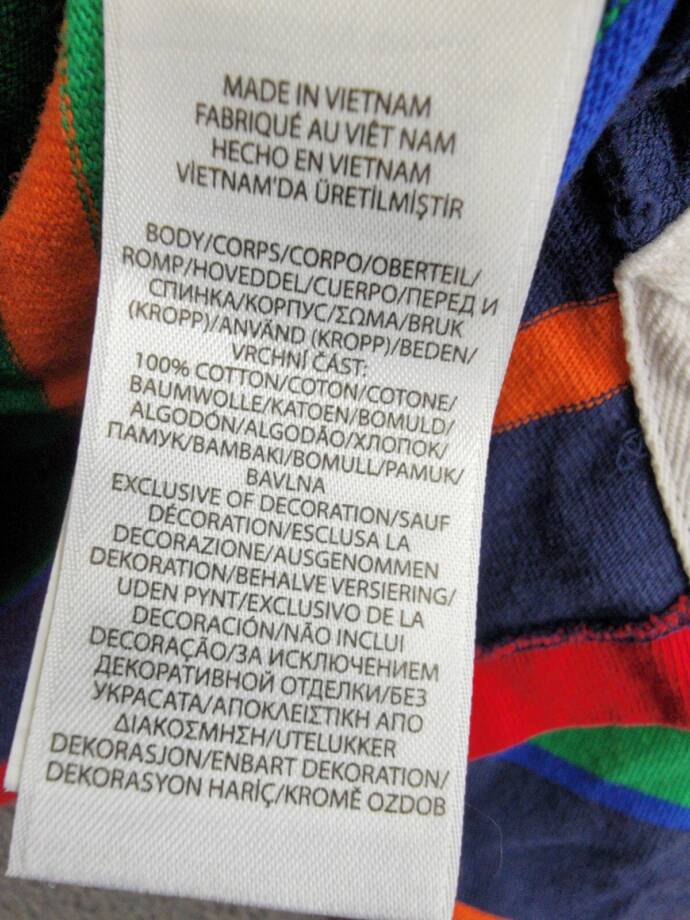 MADE IN VIETNAM
FABRIQUÉ AU VIÊT NAM
HECHO EN VIETNAM
VİETNAM'DA ÜRETİLMİŞTİR
BODY/CORPS/CORPO/OBERTEIL/
ROMP/HOVEDDEL/CUERPO/ПЕРЕД И
СПИНКА/КОРПУС/ΣΩΜΑ/BRUK
(KROPP)/ANVÄND (KROPP)/BEDEN/
VRCHNÍ ČÁST:
100% COTTON/COTON/COTONE/
BAUMWOLLE/KATOEN/BOMULD/
ALGODÓN/ALGODÃO/ХЛОПОК/
ПАМУК/ΒΑΜΒΑΚΙ/BOMULL/PAMUK/
BAVLNA
EXCLUSIVE OF DECORATION/SAUF
DÉCORATION/ESCLUSA LA
DECORAZIONE/AUSGENOMMEN
DEKORATION/BEHALVE VERSIERING/
UDEN PYNT/EXCLUSIVO DE LA
DECORACIÓN/NÃO INCLUI
DECORAÇÃO/ЗА ИСКЛЮЧЕНИЕМ
ДЕКОРАТИВНОЙ ОТДЕЛКИ/БЕЗ
УКРАСАТА/ΑΠΟΚΛΕΙΣΤΙΚΗ ΑΠΟ
ΔΙΑΚΟΣΜΗΣΗ/UTELUKKER
DEKORASJON/ENBART DEKORATION/
DEKORASYON HARİÇ/KROMĚ OZDOB